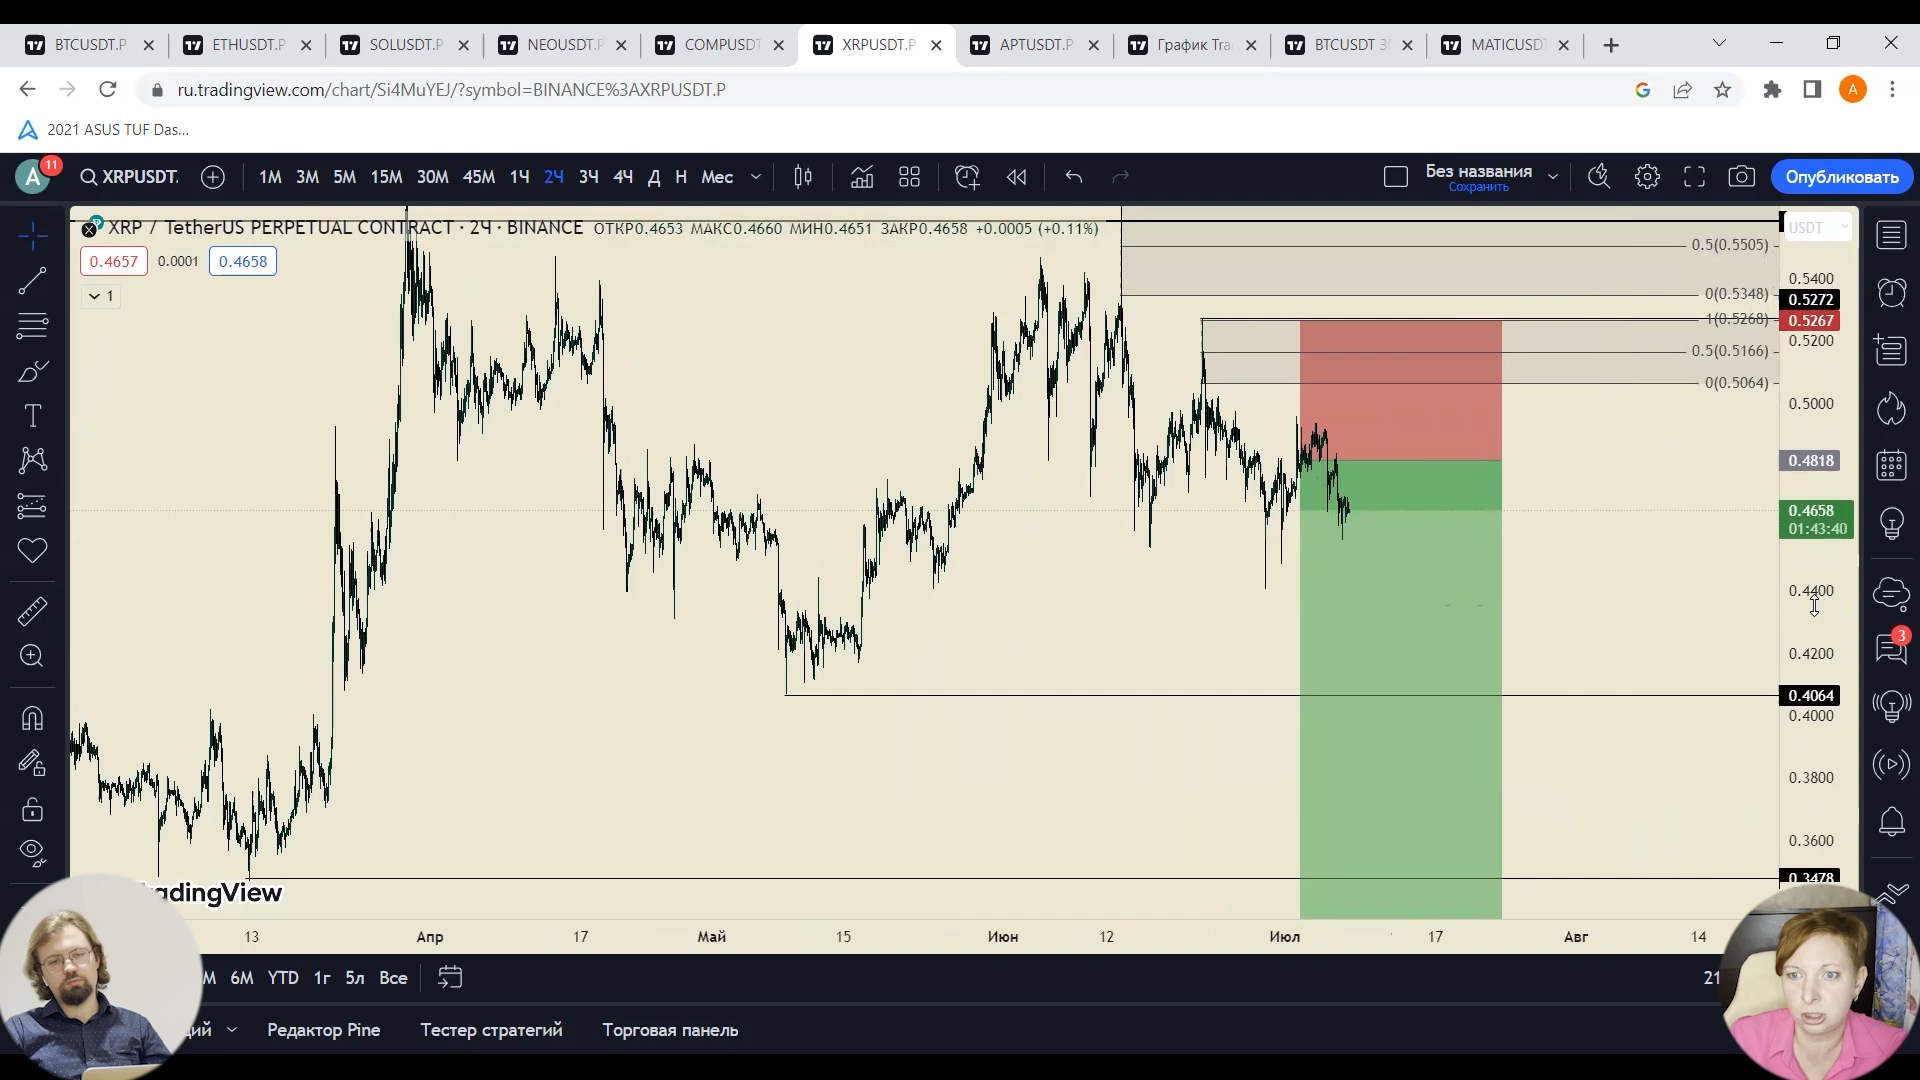 BTCUSDT.P
ETHUSDT.P
SOLUSDT.P
NEOUSDT.P
COMPUSDT
XRPUSDT.P
APTUSDT.P
График Tra
BTCUSDT 3
MATICUSD
ru.tradingview.com/chart/Si4MuYEJ/?symbol=BINANCE%3AXRPUSDT.P
A
2021 ASUS TUF Das...
A 11 XRPUSDT. 1М 3М 5М 15М 30М 45М 1Ч 2Ч 3Ч 4Ч Д Н Мес
Без названия
Сохранить
Опубликовать
XRP / TetherUS PERPETUAL CONTRACT · 2Ч · BINANCE ОТКР0.4653 МАКС0.4660 МИН0.4651 ЗАКР0.4658 +0.0005 (+0.11%)
USDT
0.5(0.5505)
0.4657 0.0001 0.4658
0.5400
1
0(0.5348)
0.5272
1(0.5268)
0.5267
0.5200
0.5(0.5166)
0(0.5064)
0.5000
0.4818
0.4658
01:43:40
0.4400
3
0.4200
0.4064
0.4000
0.3800
0.3600
0.3478
TradingView
13 Апр 17 Май 15 Июн 12 Июл 17 Авг 14
М 6М YTD 1г 5л Все
21
ций Редактор Pine Тестер стратегий Торговая панель